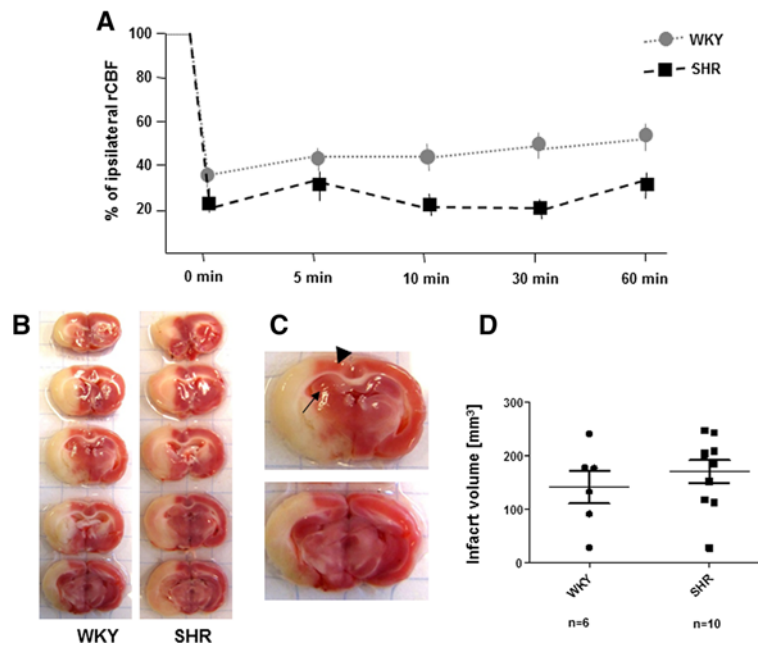 A
WKY
SHR
% of ipsilateral rCBF
100
80
60
40
20
0 min 5 min 10 min 30 min 60 min
B
WKY SHR
C
D
Infacrt volume [mm³]
300
200
100
0
WKY SHR
n=6 n=10